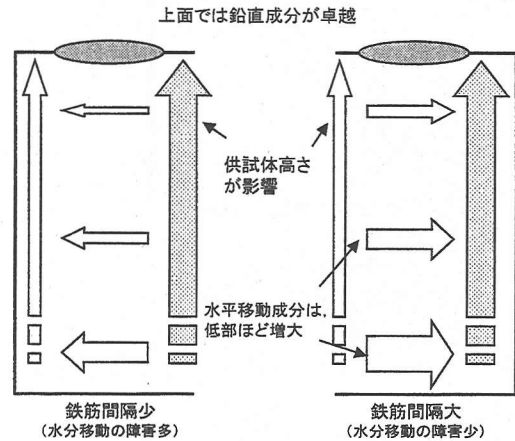 上面では鉛直成分が卓越
供試体高さ
が影響
水平移動成分は,
低部ほど増大
鉄筋間隔少
(水分移動の障害多)
鉄筋間隔大
(水分移動の障害少)